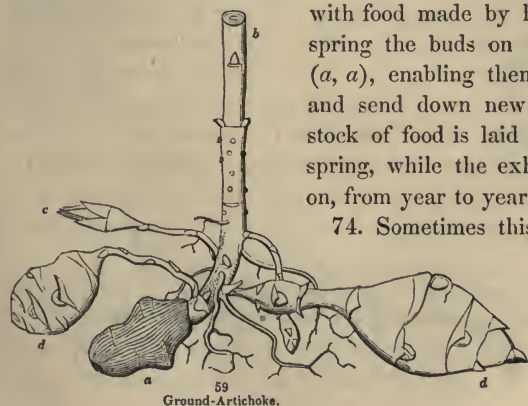 with food made by
spring the buds on
(a, a), enabling them
and send down new
stock of food is laid
spring, while the exh
on, from year to year
74. Sometimes this
b
c
d
a
d
59
Ground-Artichoke.